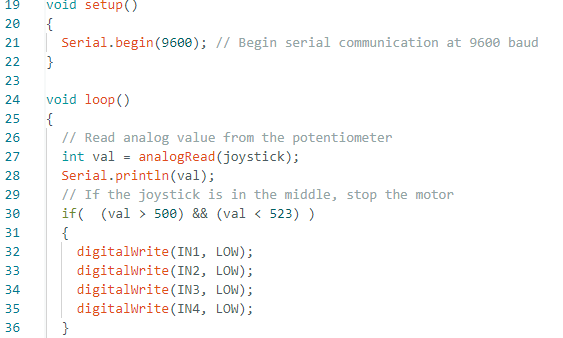 19 void setup()
20 {
21   Serial.begin(9600); // Begin serial communication at 9600 baud
22 }
23
24 void loop()
25 {
26   // Read analog value from the potentiometer
27   int val = analogRead(joystick);
28   Serial.println(val);
29   // If the joystick is in the middle, stop the motor
30   if(  (val > 500) && (val < 523) )
31   {
32     digitalWrite(IN1, LOW);
33     digitalWrite(IN2, LOW);
34     digitalWrite(IN3, LOW);
35     digitalWrite(IN4, LOW);
36   }